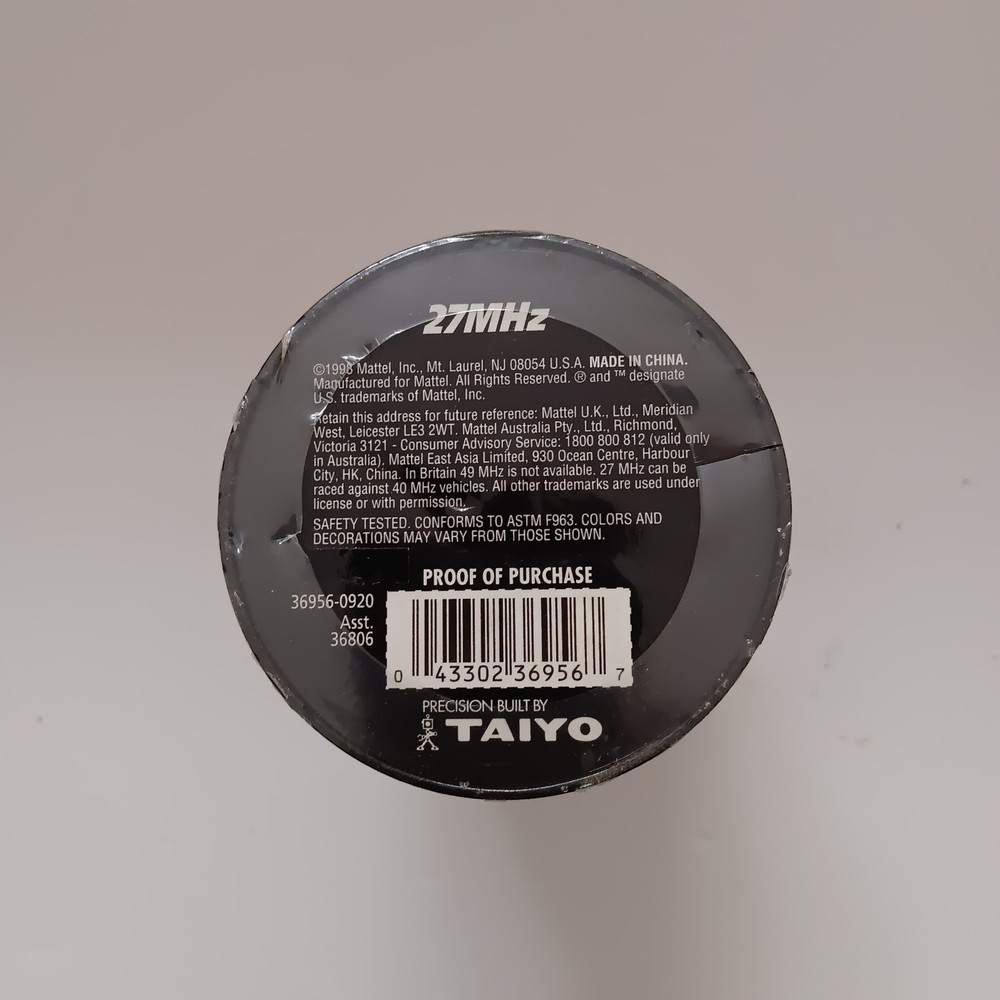 27MHz
©1998 Mattel, Inc., Mt. Laurel, NJ 08054 U.S.A. MADE IN CHINA.
Manufactured for Mattel. All Rights Reserved. ® and ™ designate
U.S. trademarks of Mattel, Inc.
Retain this address for future reference: Mattel U.K., Ltd., Meridian
West, Leicester LE3 2WT. Mattel Australia Pty., Ltd., Richmond,
Victoria 3121 - Consumer Advisory Service: 1800 800 812 (valid only
in Australia). Mattel East Asia Limited, 930 Ocean Centre, Harbour
City, HK, China. In Britain 49 MHz is not available. 27 MHz can be
raced against 40 MHz vehicles. All other trademarks are used under
license or with permission.
SAFETY TESTED. CONFORMS TO ASTM F963. COLORS AND
DECORATIONS MAY VARY FROM THOSE SHOWN.
PROOF OF PURCHASE
36956-0920
Asst.
36806
0 43302 36956 7
PRECISION BUILT BY
TAIYO